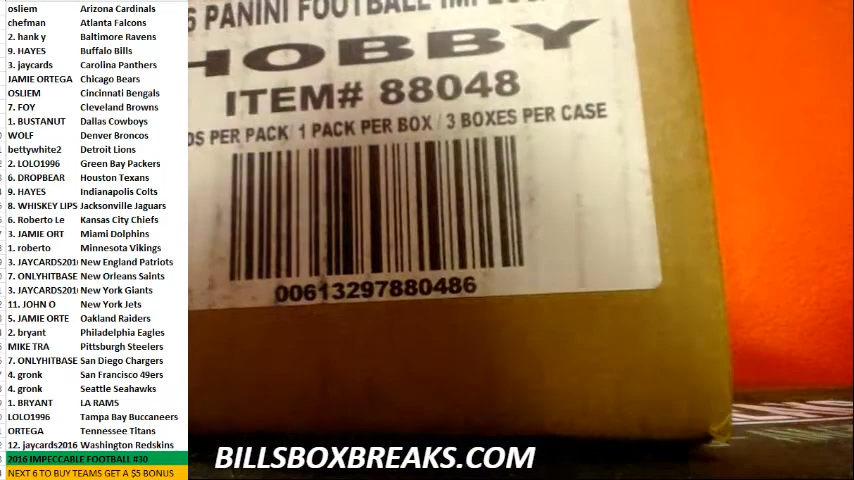 osliem Arizona Cardinals
chefman Atlanta Falcons
2. hank y Baltimore Ravens
9. HAYES Buffalo Bills
3. jaycards Carolina Panthers
JAMIE ORTEGA Chicago Bears
OSLIEM Cincinnati Bengals
7. FOY Cleveland Browns
1. BUSTANUT Dallas Cowboys
WOLF Denver Broncos
bettywhite2 Detroit Lions
2. LOLO1996 Green Bay Packers
6. DROPBEAR Houston Texans
9. HAYES Indianapolis Colts
8. WHISKEY LIPS Jacksonville Jaguars
6. Roberto Le Kansas City Chiefs
3. JAMIE ORT Miami Dolphins
1. roberto Minnesota Vikings
3. JAYCARDS201 New England Patriots
7. ONLYHITBASE New Orleans Saints
3. JAYCARDS201 New York Giants
11. JOHN O New York Jets
5. JAMIE ORTE Oakland Raiders
2. bryant Philadelphia Eagles
MIKE TRA Pittsburgh Steelers
7. ONLYHITBASE San Diego Chargers
4. gronk San Francisco 49ers
4. gronk Seattle Seahawks
1. BRYANT LA RAMS
LOLO1996 Tampa Bay Buccaneers
ORTEGA Tennessee Titans
12. jaycards2016 Washington Redskins
2016 IMPECCABLE FOOTBALL #30
NEXT 6 TO BUY TEAMS GET A $5 BONUS
6 PANINI FOOTBALL
HOBBY
ITEM# 88048
DS PER PACK/ 1 PACK PER BOX / 3 BOXES PER CASE
00613297880486
BILLSBOXBREAKS.COM